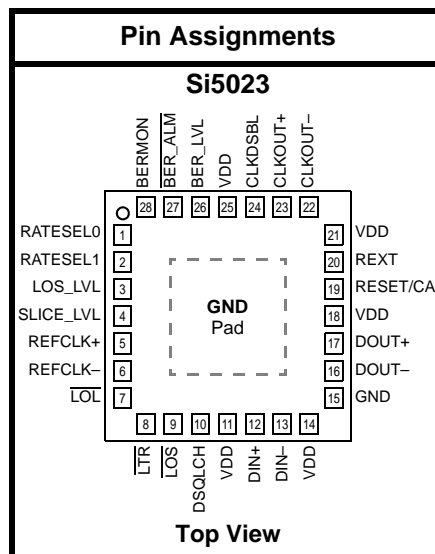 Pin Assignments
Si5023
BERMON
BER_ALM
BER_LVL
VDD
CLKDSBL
CLKOUT+
CLKOUT–
28 27 26 25 24 23 22
RATESEL0 1
RATESEL1 2
LOS_LVL 3
SLICE_LVL 4
REFCLK+ 5
REFCLK– 6
LOL 7
GND
Pad
21 VDD
20 REXT
19 RESET/CAL
18 VDD
17 DOUT+
16 DOUT–
15 GND
8 9 10 11 12 13 14
LTR
LOS
DSQLCH
VDD
DIN+
DIN–
VDD
Top View